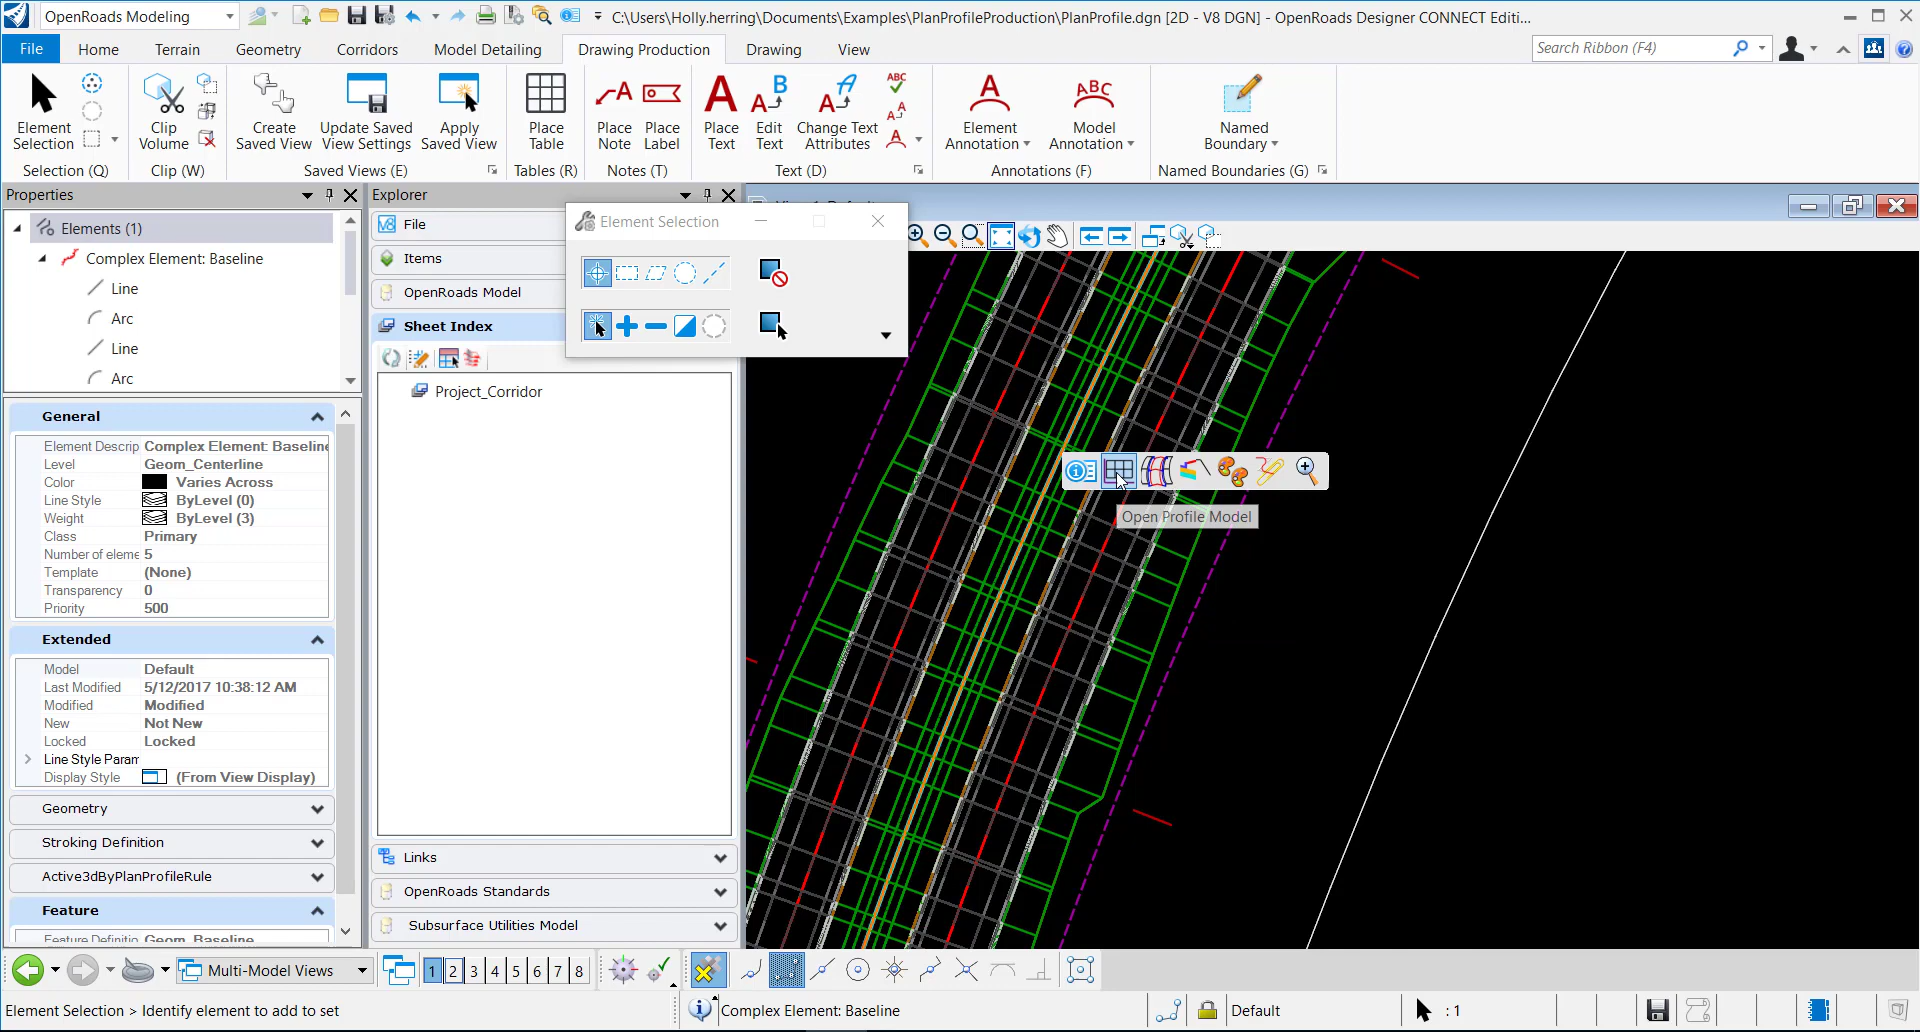 OpenRoads Modeling
C:\Users\Holly.herring\Documents\Examples\PlanProfileProduction\PlanProfile.dgn [2D - V8 DGN] - OpenRoads Designer CONNECT Editi...
File Home Terrain Geometry Corridors Model Detailing Drawing Production Drawing View
Search Ribbon (F4)
Element Selection
Clip Volume
Create Saved View
Update Saved View Settings
Apply Saved View
Place Table
Place Note
Place Label
Place Text
Edit Text
Change Text Attributes
Element Annotation
Model Annotation
Named Boundary
Selection (Q) Clip (W) Saved Views (E) Tables (R) Notes (T) Text (D) Annotations (F) Named Boundaries (G)
Properties
Elements (1)
Complex Element: Baseline
Line
Arc
Line
Arc
General
Element Descrip Complex Element: Baseline
Level Geom_Centerline
Color Varies Across
Line Style ByLevel (0)
Weight ByLevel (3)
Class Primary
Number of eleme 5
Template (None)
Transparency 0
Priority 500
Extended
Model Default
Last Modified 5/12/2017 10:38:12 AM
Modified Modified
New Not New
Locked Locked
Line Style Paran
Display Style (From View Display)
Geometry
Stroking Definition
Active3dByPlanProfileRule
Feature
Feature Definitio Geom_Baseline
Explorer
File
Items
OpenRoads Model
Sheet Index
Project_Corridor
Links
OpenRoads Standards
Subsurface Utilities Model
Element Selection
Open Profile Model
Multi-Model Views
1 2 3 4 5 6 7 8
Element Selection > Identify element to add to set
Complex Element: Baseline
Default
: 1